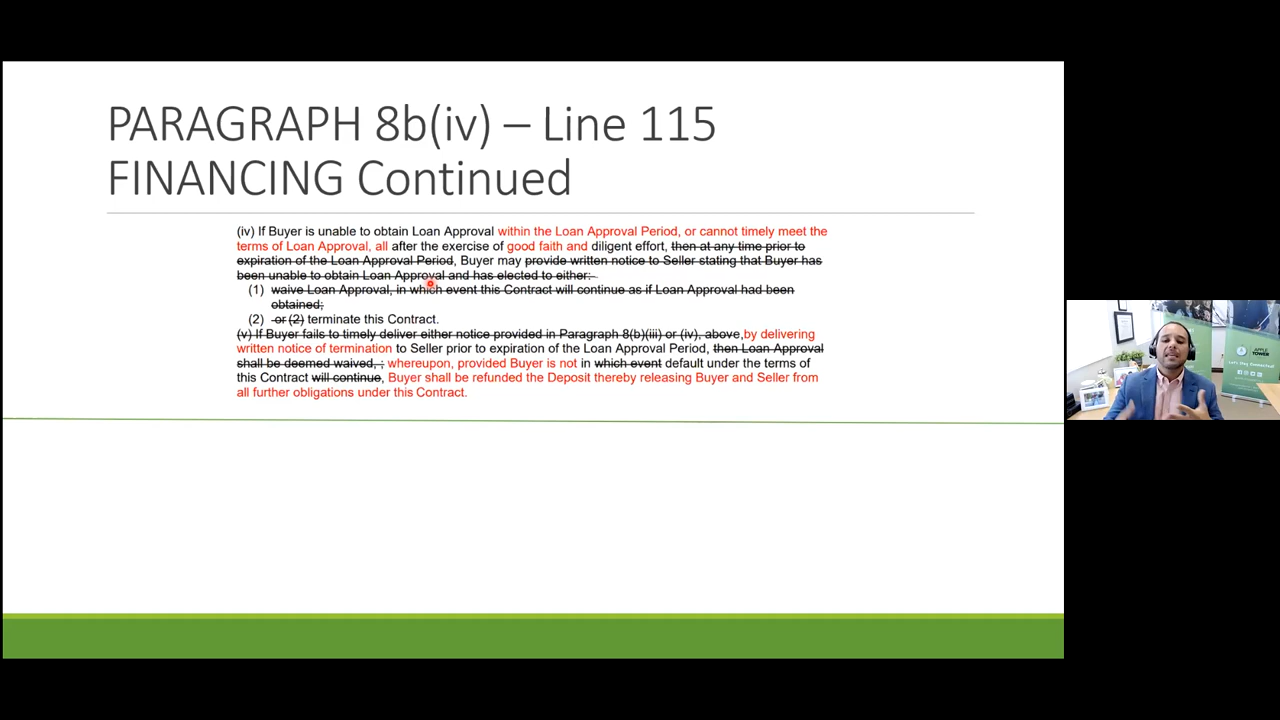 PARAGRAPH 8b(iv) – Line 115
FINANCING Continued
(iv) If Buyer is unable to obtain Loan Approval within the Loan Approval Period, or cannot timely meet the
terms of Loan Approval, all after the exercise of good faith and diligent effort, then at any time prior to
expiration of the Loan Approval Period, Buyer may provide written notice to Seller stating that Buyer has
been unable to obtain Loan Approval and has elected to either:
(1) waive Loan Approval, in which event this Contract will continue as if Loan Approval had been
obtained;
(2) or (2) terminate this Contract.
(v) If Buyer fails to timely deliver either notice provided in Paragraph 8(b)(iii) or (iv), above, by delivering
written notice of termination to Seller prior to expiration of the Loan Approval Period, then Loan Approval
shall be deemed waived, ; whereupon, provided Buyer is not in which event default under the terms of
this Contract will continue, Buyer shall be refunded the Deposit thereby releasing Buyer and Seller from
all further obligations under this Contract.
APPLE
TOWER